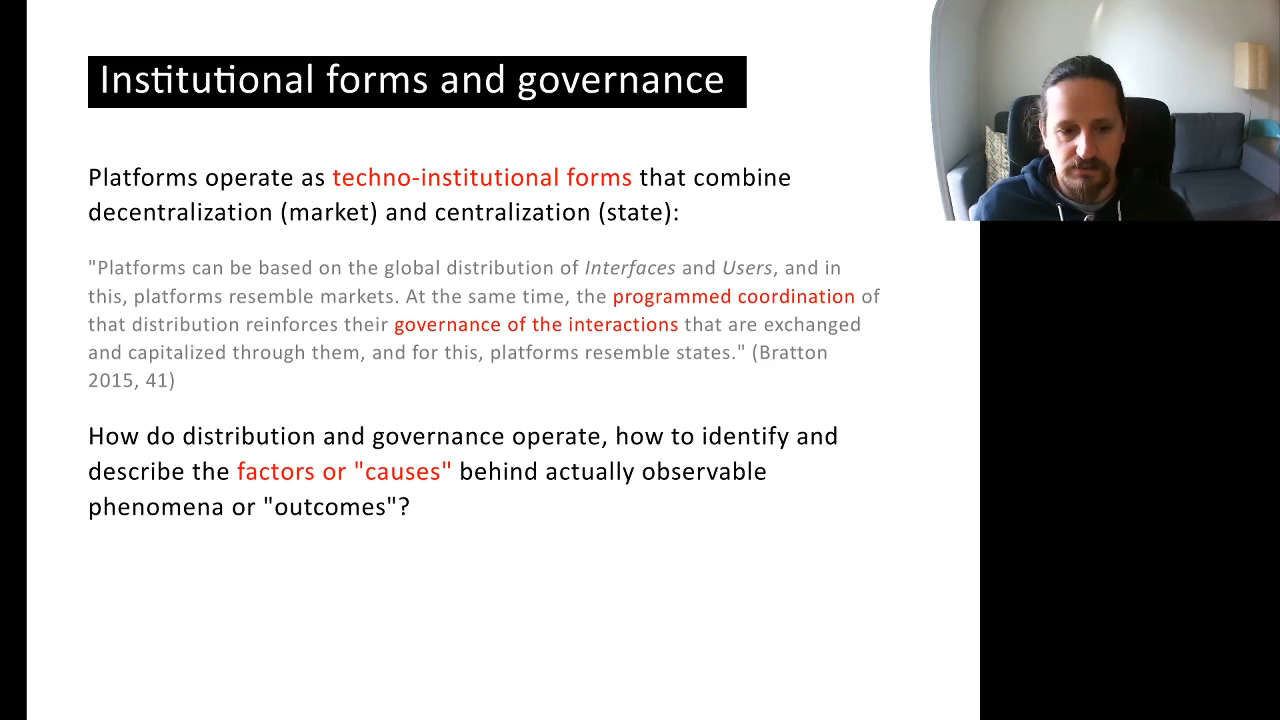 Institutional forms and governance
Platforms operate as techno-institutional forms that combine
decentralization (market) and centralization (state):
"Platforms can be based on the global distribution of Interfaces and Users, and in
this, platforms resemble markets. At the same time, the programmed coordination of
that distribution reinforces their governance of the interactions that are exchanged
and capitalized through them, and for this, platforms resemble states." (Bratton
2015, 41)
How do distribution and governance operate, how to identify and
describe the factors or "causes" behind actually observable
phenomena or "outcomes"?